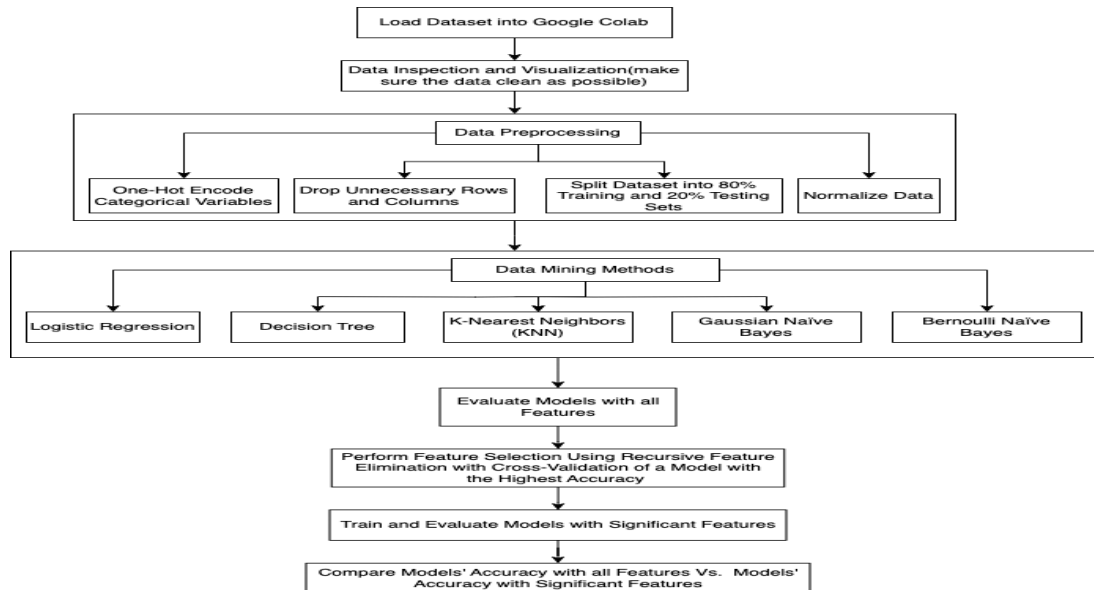 Load Dataset into Google Colab
Data Inspection and Visualization(make
sure the data clean as possible)
Data Preprocessing
One-Hot Encode
Categorical Variables
Drop Unnecessary Rows
and Columns
Split Dataset into 80%
Training and 20% Testing
Sets
Normalize Data
Data Mining Methods
Logistic Regression
Decision Tree
K-Nearest Neighbors
(KNN)
Gaussian Naïve
Bayes
Bernoulli Naïve
Bayes
Evaluate Models with all
Features
Perform Feature Selection Using Recursive Feature
Elimination with Cross-Validation of a Model with
the Highest Accuracy
Train and Evaluate Models with Significant Features
Compare Models' Accuracy with all Features Vs. Models'
Accuracy with Significant Features